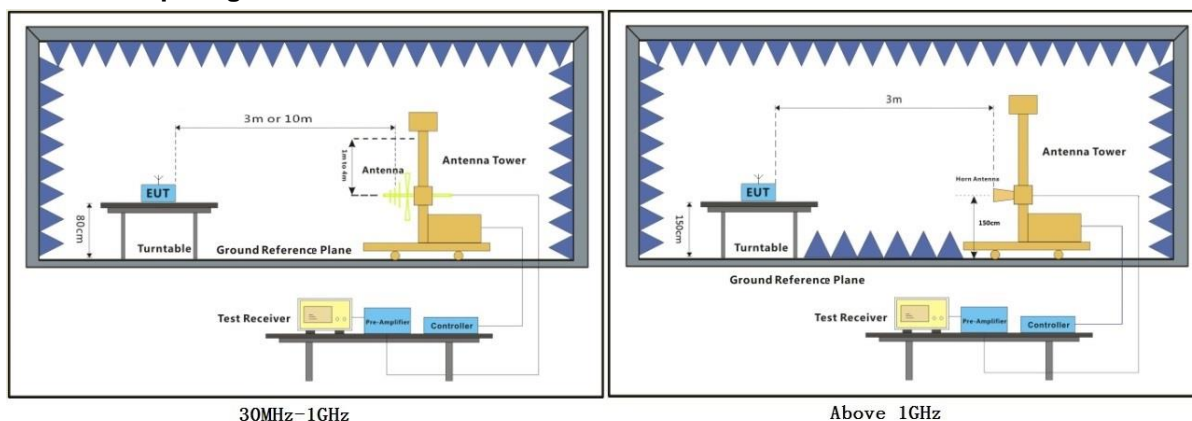 3m or 10m
1m to 4m
Antenna
Antenna Tower
EUT
80cm
Turntable
Ground Reference Plane
Test Receiver
Pre-Amplifier
Controller
30MHz-1GHz
3m
Antenna Tower
Horn Antenna
EUT
150cm
150cm
Turntable
Ground Reference Plane
Test Receiver
Pre-Amplifier
Controller
Above 1GHz